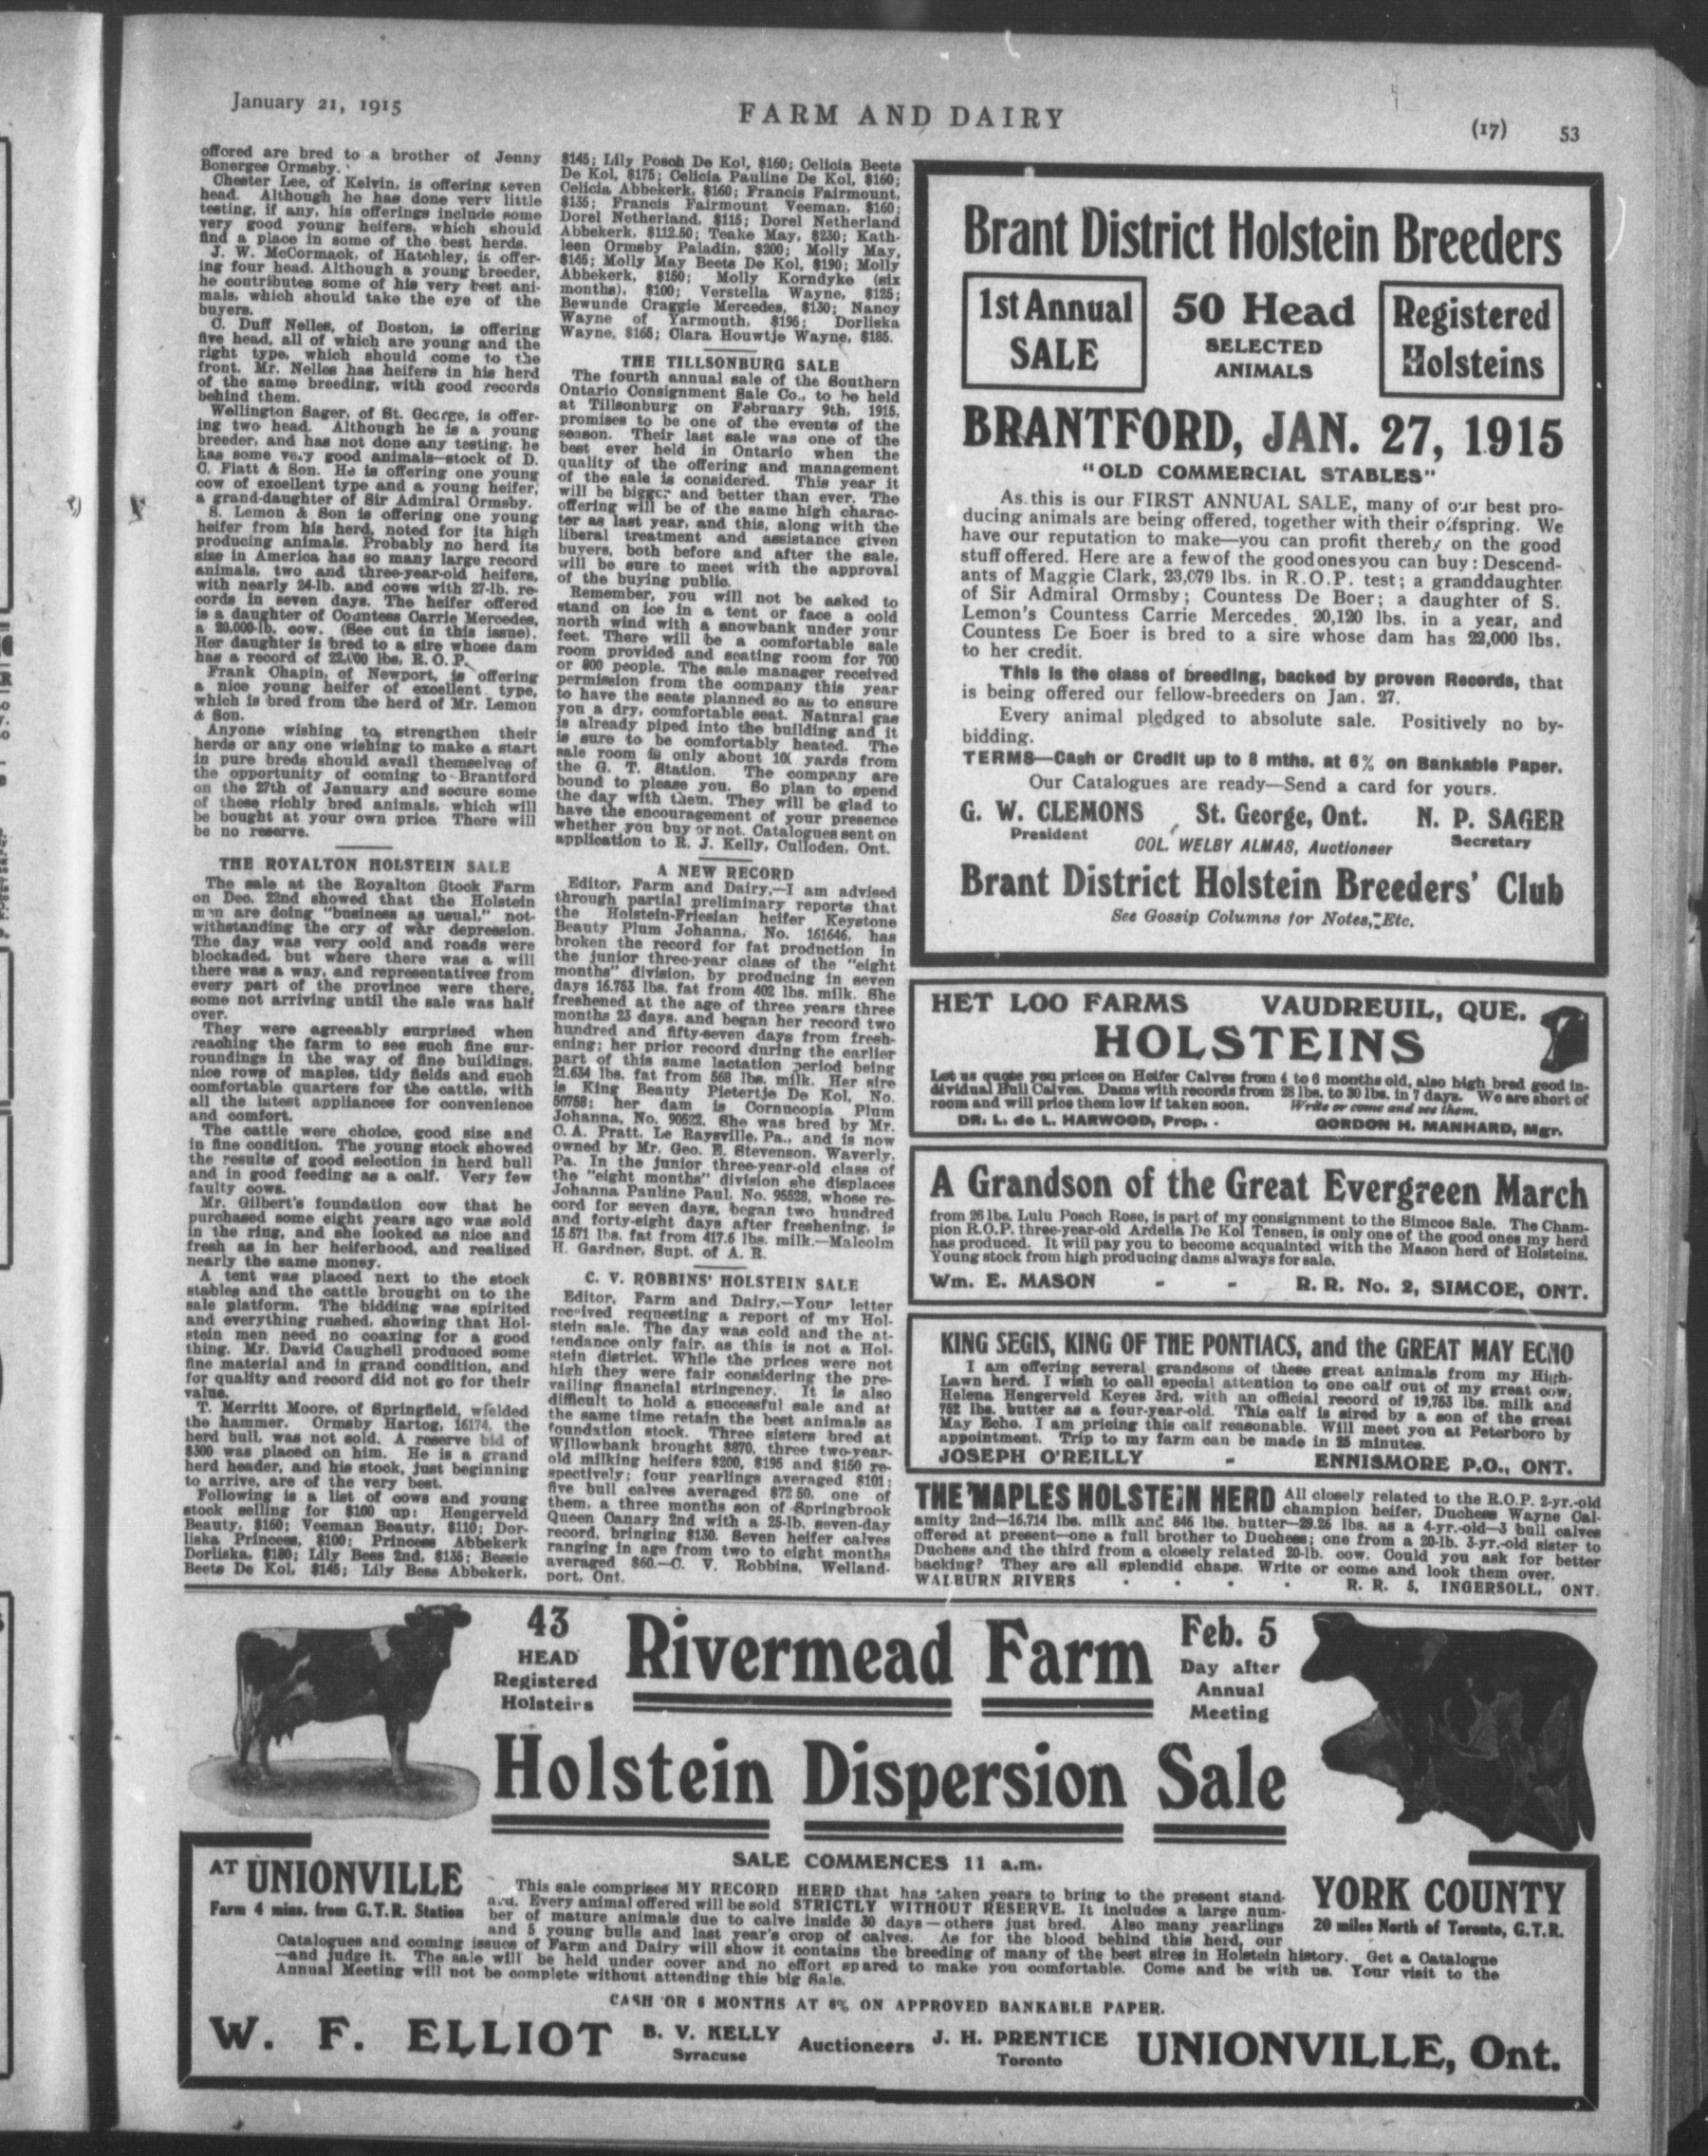 January 21, 1915
FARM AND DAIRY
(17) 53
offored are bred to a brother of Jenny
Bonerges Ormsby.
Chester Lee, of Kelvin, is offering seven
head. Although he has done very little
testing, if any, his offerings include some
very good young heifers, which should
find a place in some of the best herds.
J. W. McCormack, of Hatchley, is offer-
ing four head. Although a young breeder,
he contributes some of his very best ani-
mals, which should take the eye of the
buyers.
C. Duff Nelles, of Boston, is offering
five head, all of which are young and the
right type, which should come to the
front. Mr. Nelles has heifers in his herd
of the same breeding, with good records
behind them.
Wellington Sager, of St. George, is offer-
ing two head. Although he is a young
breeder, and has not done any testing, he
has some very good animals—stock of D.
C. Flatt & Son. He is offering one young
cow of excellent type and a young heifer,
a grand-daughter of Sir Admiral Ormsby.
S. Lemon & Son is offering one young
heifer from his herd, noted for its high
producing animals. Probably no herd its
size in America has so many large record
animals, two and three-year-old heifers,
with nearly 24-lb. and cows with 27-lb. re-
cords in seven days. The heifer offered
is a daughter of Countess Carrie Mercedes,
a 20,000-lb. cow. (See cut in this issue).
Her daughter is bred to a sire whose dam
has a record of 22,000 lbs, R. O. P.
Frank Chapin, of Newport, is offering
a nice young heifer of excellent type,
which is bred from the herd of Mr. Lemon
& Son.
Anyone wishing to strengthen their
herds or any one wishing to make a start
in pure breds should avail themselves of
the opportunity of coming to Brantford
on the 27th of January and secure some
of these richly bred animals, which will
be bought at your own price There will
be no reserve.
THE ROYALTON HOLSTEIN SALE
The sale at the Royalton Stock Farm
on Dec. 22nd showed that the Holstein
men are doing "business as usual," not-
withstanding the cry of war depression.
The day was very cold and roads were
blockaded, but where there was a will
there was a way, and representatives from
every part of the province were there,
some not arriving until the sale was half
over.
They were agreeably surprised when
reaching the farm to see such fine sur-
roundings in the way of fine buildings,
nice rows of maples, tidy fields and such
comfortable quarters for the cattle, with
all the latest appliances for convenience
and comfort.
The cattle were choice, good size and
in fine condition. The young stock showed
the results of good selection in herd bull
and in good feeding as a calf. Very few
faulty cows.
Mr. Gilbert's foundation cow that he
purchased some eight years ago was sold
in the ring, and she looked as nice and
fresh as in her heiferhood, and realized
nearly the same money.
A tent was placed next to the stock
stables and the cattle brought on to the
sale platform. The bidding was spirited
and everything rushed, showing that Hol-
stein men need no coaxing for a good
thing. Mr. David Caughell produced some
fine material and in grand condition, and
for quality and record did not go for their
value.
T. Merritt Moore, of Springfield, wielded
the hammer. Ormsby Hartog, 16174, the
herd bull, was not sold. A reserve bid of
$300 was placed on him. He is a grand
herd header, and his stock, just beginning
to arrive, are of the very best.
Following is a list of cows and young
stock selling for $100 up: Hengerveld
Beauty, $160; Veeman Beauty, $110; Dor-
liska Princess, $100; Princess Abbekerk
Dorliska, $180; Lily Bess 2nd, $135; Bessie
Beets De Kol, $145; Lily Bess Abbekerk,
$145; Lily Posch De Kol, $160; Celicia Beets
De Kol, $175; Celicia Pauline De Kol, $160;
Celicia Abbekerk, $160; Francis Fairmount,
$135; Francis Fairmount Veeman, $160;
Dorel Netherland, $115; Dorel Netherland
Abbekerk, $112.50; Teake May, $230; Kath-
leen Ormsby Paladin, $200; Molly May,
$165; Molly May Beets De Kol, $190; Molly
Abbekerk, $150; Molly Korndyke (six
months), $100; Verstella Wayne, $125;
Bewunde Craggie Mercedes, $130; Nancy
Wayne of Yarmouth, $195; Dorliska
Wayne, $165; Clara Houwtje Wayne, $185.
THE TILLSONBURG SALE
The fourth annual sale of the Southern
Ontario Consignment Sale Co., to be held
at Tillsonburg on February 9th, 1915,
promises to be one of the events of the
season. Their last sale was one of the
best ever held in Ontario when the
quality of the offering and management
of the sale is considered. This year it
will be bigger and better than ever. The
offering will be of the same high charac-
ter as last year, and this, along with the
liberal treatment and assistance given
buyers, both before and after the sale,
will be sure to meet with the approval
of the buying public.
Remember, you will not be asked to
stand on ice in a tent or face a cold
north wind with a snowbank under your
feet. There will be a comfortable sale
room provided and seating room for 700
or 800 people. The sale manager received
permission from the company this year
to have the seats planned so as to ensure
you a dry, comfortable seat. Natural gas
is already piped into the building and it
is sure to be comfortably heated. The
sale room is only about 100 yards from
the G. T. Station. The company are
bound to please you. So plan to spend
the day with them. They will be glad to
have the encouragement of your presence
whether you buy or not. Catalogues sent on
application to R. J. Kelly, Culloden, Ont.
A NEW RECORD
Editor, Farm and Dairy,—I am advised
through partial preliminary reports that
the Holstein-Friesian heifer Keystone
Beauty Plum Johanna, No. 161646, has
broken the record for fat production in
the junior three-year class of the "eight
months" division, by producing in seven
days 16.753 lbs. fat from 402 lbs. milk. She
freshened at the age of three years three
months 23 days, and began her record two
hundred and fifty-seven days from fresh-
ening; her prior record during the earlier
part of this same lactation period being
21.634 lbs. fat from 568 lbs. milk. Her sire
is King Beauty Pietertje De Kol, No.
50758; her dam is Cornucopia Plum
Johanna, No. 90522. She was bred by Mr.
C. A. Pratt, Le Raysville, Pa., and is now
owned by Mr. Geo. E. Stevenson, Waverly,
Pa. In the junior three-year-old class of
the "eight months" division she displaces
Johanna Pauline Paul, No. 95528, whose re-
cord for seven days, began two hundred
and forty-eight days after freshening, is
15.571 lbs. fat from 417.6 lbs. milk.—Malcolm
H. Gardner, Supt. of A. R.
C. V. ROBBINS' HOLSTEIN SALE
Editor, Farm and Dairy,—Your letter
received requesting a report of my Hol-
stein sale. The day was cold and the at-
tendance only fair, as this is not a Hol-
stein district. While the prices were not
high they were fair considering the pre-
vailing financial stringency. It is also
difficult to hold a successful sale and at
the same time retain the best animals as
foundation stock. Three sisters bred at
Willowbank brought $870, three two-year-
old milking heifers $200, $195 and $150 re-
spectively; four yearlings averaged $101;
five bull calves averaged $72 50, one of
them, a three months son of Springbrook
Queen Canary 2nd with a 25-lb. seven-day
record, bringing $130. Seven heifer calves
ranging in age from two to eight months
averaged $60.—C. V. Robbins, Welland-
port, Ont.
Brant District Holstein Breeders
1st Annual
SALE
50 Head
SELECTED
ANIMALS
Registered
Holsteins
BRANTFORD, JAN. 27, 1915
"OLD COMMERCIAL STABLES"
As this is our FIRST ANNUAL SALE, many of our best pro-
ducing animals are being offered, together with their offspring. We
have our reputation to make—you can profit thereby on the good
stuff offered. Here are a few of the good ones you can buy: Descend-
ants of Maggie Clark, 23,079 lbs. in R.O.P. test; a granddaughter
of Sir Admiral Ormsby; Countess De Boer; a daughter of S.
Lemon's Countess Carrie Mercedes, 20,120 lbs. in a year, and
Countess De Boer is bred to a sire whose dam has 22,000 lbs.
to her credit.
This is the class of breeding, backed by proven Records, that
is being offered our fellow-breeders on Jan. 27.
Every animal pledged to absolute sale. Positively no by-
bidding.
TERMS—Cash or Credit up to 8 mths. at 6% on Bankable Paper.
Our Catalogues are ready—Send a card for yours.
G. W. CLEMONS St. George, Ont. N. P. SAGER
President Secretary
COL. WELBY ALMAS, Auctioneer
Brant District Holstein Breeders' Club
See Gossip Columns for Notes, Etc.
HET LOO FARMS VAUDREUIL, QUE.
HOLSTEINS
Let us quote you prices on Heifer Calves from 4 to 6 months old, also high bred good in-
dividual Bull Calves. Dams with records from 28 lbs. to 30 lbs. in 7 days. We are short of
room and will price them low if taken soon. Write or come and see them.
DR. L. de L. HARWOOD, Prop. - GORDON H. MANHARD, Mgr.
A Grandson of the Great Evergreen March
from 26 lbs. Lulu Posch Rose, is part of my consignment to the Simcoe Sale. The Cham-
pion R.O.P. three-year-old Ardelia De Kol Tensen, is only one of the good ones my herd
has produced. It will pay you to become acquainted with the Mason herd of Holsteins.
Young stock from high producing dams always for sale.
Wm. E. MASON - - R. R. No. 2, SIMCOE, ONT.
KING SEGIS, KING OF THE PONTIACS, and the GREAT MAY ECHO
I am offering several grandsons of these great animals from my High-
Lawn herd. I wish to call special attention to one calf out of my great cow,
Helena Hengerveld Keyes 3rd, with an official record of 19,753 lbs. milk and
752 lbs. butter as a four-year-old. This calf is sired by a son of the great
May Echo. I am pricing this calf reasonable. Will meet you at Peterboro by
appointment. Trip to my farm can be made in 25 minutes.
JOSEPH O'REILLY - ENNISMORE P.O., ONT.
THE MAPLES HOLSTEIN HERD All closely related to the R.O.P. 2-yr.-old
champion heifer, Duchess Wayne Cal-
amity 2nd—16,714 lbs. milk and 846 lbs. butter—29.26 lbs. as a 4-yr.-old—3 bull calves
offered at present—one a full brother to Duchess; one from a 20-lb. 3-yr.-old sister to
Duchess and the third from a closely related 20-lb. cow. Could you ask for better
backing? They are all splendid chaps. Write or come and look them over.
WALBURN RIVERS - - - - R. R. 5, INGERSOLL, ONT.
43
HEAD
Registered
Holsteins
Rivermead Farm
Feb. 5
Day after
Annual
Meeting
Holstein Dispersion Sale
AT UNIONVILLE
Farm 4 mins. from G.T.R. Station
SALE COMMENCES 11 a.m.
YORK COUNTY
20 miles North of Toronto, G.T.R.
This sale comprises MY RECORD HERD that has taken years to bring to the present stand-
ard. Every animal offered will be sold STRICTLY WITHOUT RESERVE. It includes a large num-
ber of mature animals due to calve inside 30 days—others just bred. Also many yearlings
and 5 young bulls and last year's crop of calves. As for the blood behind this herd, our
Catalogues and coming issues of Farm and Dairy will show it contains the breeding of many of the best sires in Holstein history. Get a Catalogue
—and judge it. The sale will be held under cover and no effort spared to make you comfortable. Come and be with us. Your visit to the
Annual Meeting will not be complete without attending this big Sale.
CASH OR 6 MONTHS AT 6% ON APPROVED BANKABLE PAPER.
W. F. ELLIOT B. V. KELLY Auctioneers J. H. PRENTICE UNIONVILLE, Ont.
Syracuse Toronto